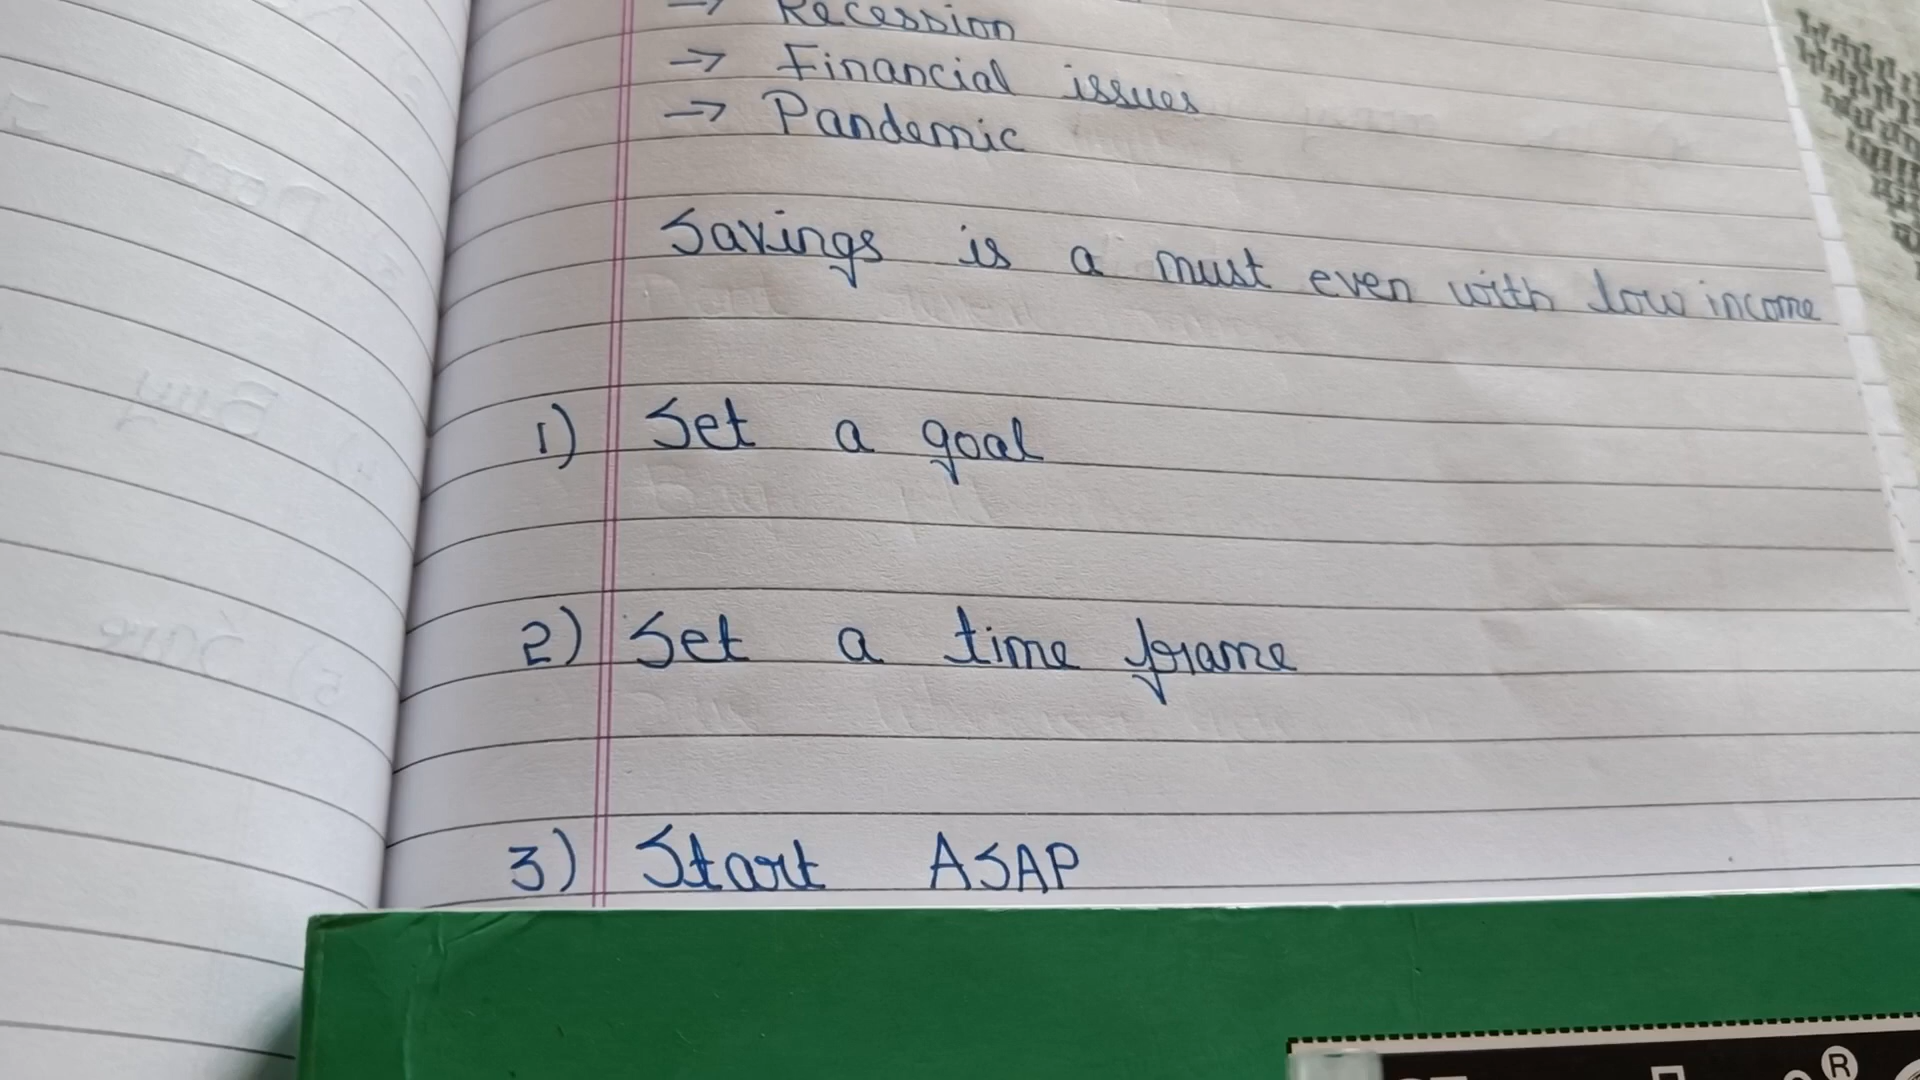 → Recession
→ Financial issues
→ Pandemic
Savings is a must even with low income
1) Set a goal
2) Set a time frame
3) Start ASAP